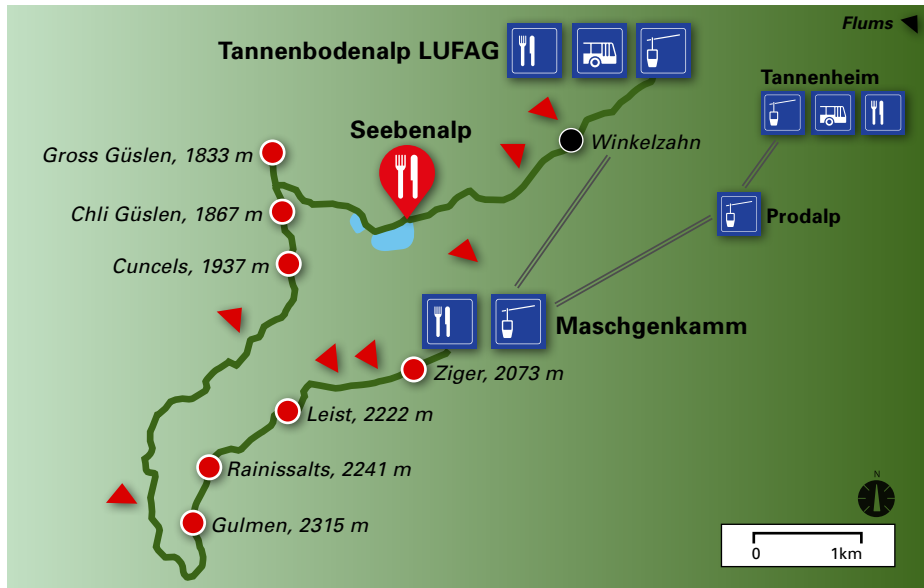 Flums
Tannenbodenalp LUFAG
Tannenheim
Seebenalp
Winkelzahn
Gross Güslen, 1833 m
Chli Güslen, 1867 m
Prodalp
Cuncels, 1937 m
Maschgenkamm
Ziger, 2073 m
Leist, 2222 m
Rainissalts, 2241 m
N
Gulmen, 2315 m
0 1km